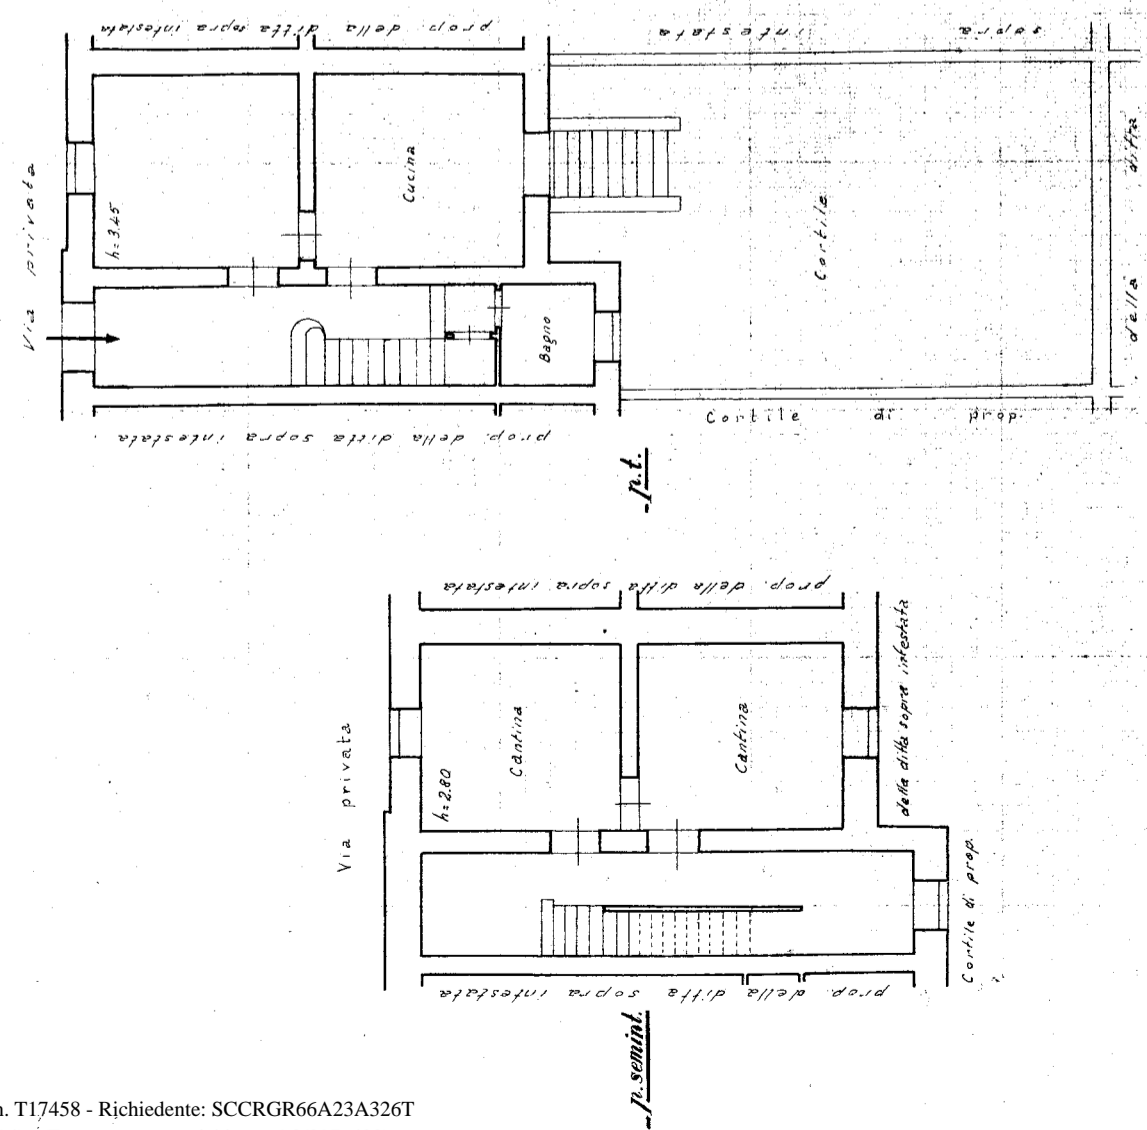 prop. della ditta sopra intestata
intestata
sopra
Via privata
h=3.45
Cucina
Cortile
della ditta
Bagno
Cortile di prop.
prop. della ditta sopra intestata
-p.t.
prop. della ditta sopra intestata
della ditta sopra intestata
Via privata
Cantina
Cantina
h=2.80
Cortile di prop.
prop. della ditta sopra intestata
-p. semint.
n. T17458 - Richiedente: SCCRGR66A23A326T